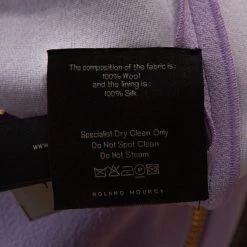 The composition of the fabric is:
100% Wool
and the lining is:
100% Silk
Specialist Dry Clean Only
Do Not Spot Clean
Do Not Steam
ROLAND MOURET
www